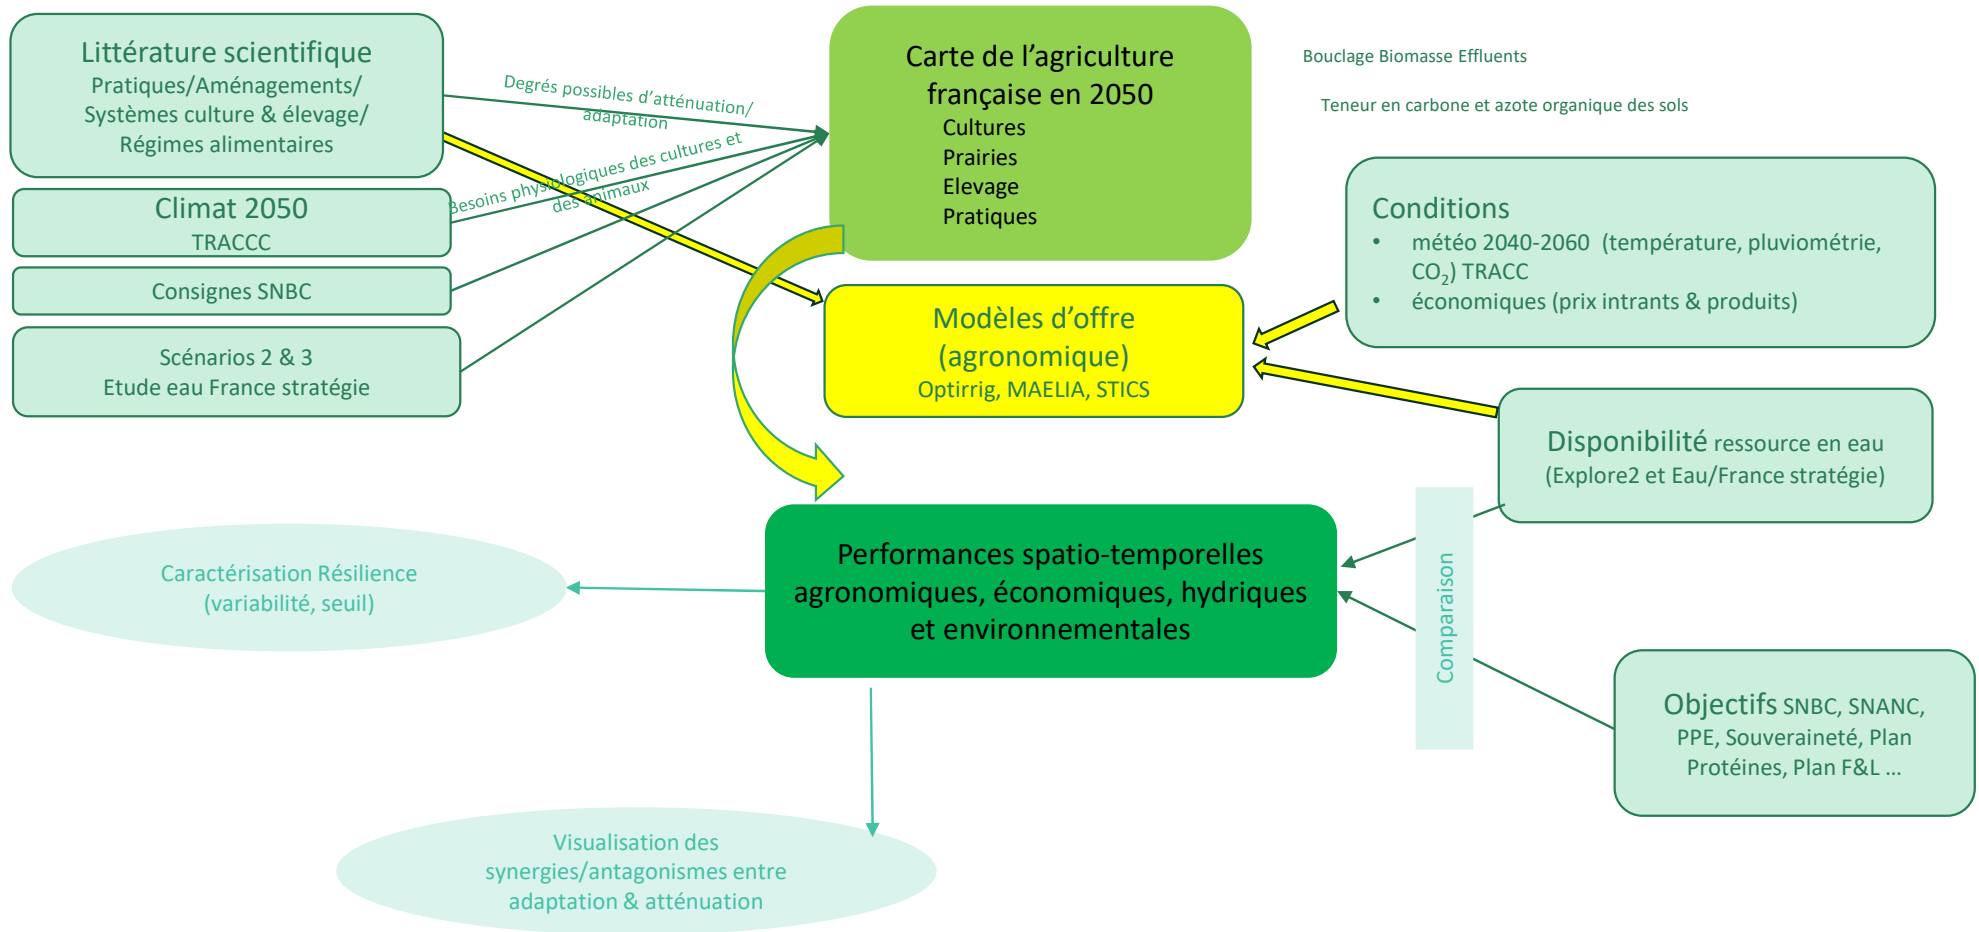 Littérature scientifique
Pratiques/Aménagements/
Systèmes culture & élevage/
Régimes alimentaires
Climat 2050
TRACCC
Consignes SNBC
Scénarios 2 & 3
Etude eau France stratégie
Degrés possibles d’atténuation/
adaptation
Besoins physiologiques des cultures et
des animaux
Carte de l’agriculture
française en 2050
Cultures
Prairies
Elevage
Pratiques
Bouclage Biomasse Effluents
Teneur en carbone et azote organique des sols
Conditions
• météo 2040-2060 (température, pluviométrie,
CO₂) TRACC
• économiques (prix intrants & produits)
Modèles d’offre
(agronomique)
Optirrig, MAELIA, STICS
Disponibilité ressource en eau
(Explore2 et Eau/France stratégie)
Performances spatio-temporelles
agronomiques, économiques, hydriques
et environnementales
Comparaison
Caractérisation Résilience
(variabilité, seuil)
Objectifs SNBC, SNANC,
PPE, Souveraineté, Plan
Protéines, Plan F&L ...
Visualisation des
synergies/antagonismes entre
adaptation & atténuation